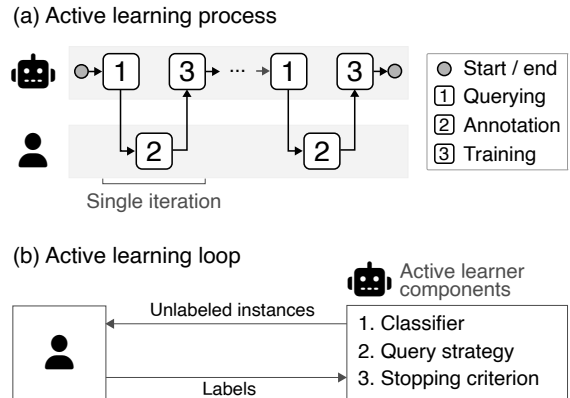 (a) Active learning process
1 3 ... 1 3
2 2
Single iteration
Start / end
1 Querying
2 Annotation
3 Training
(b) Active learning loop
Active learner
components
Unlabeled instances
Labels
1. Classifier
2. Query strategy
3. Stopping criterion